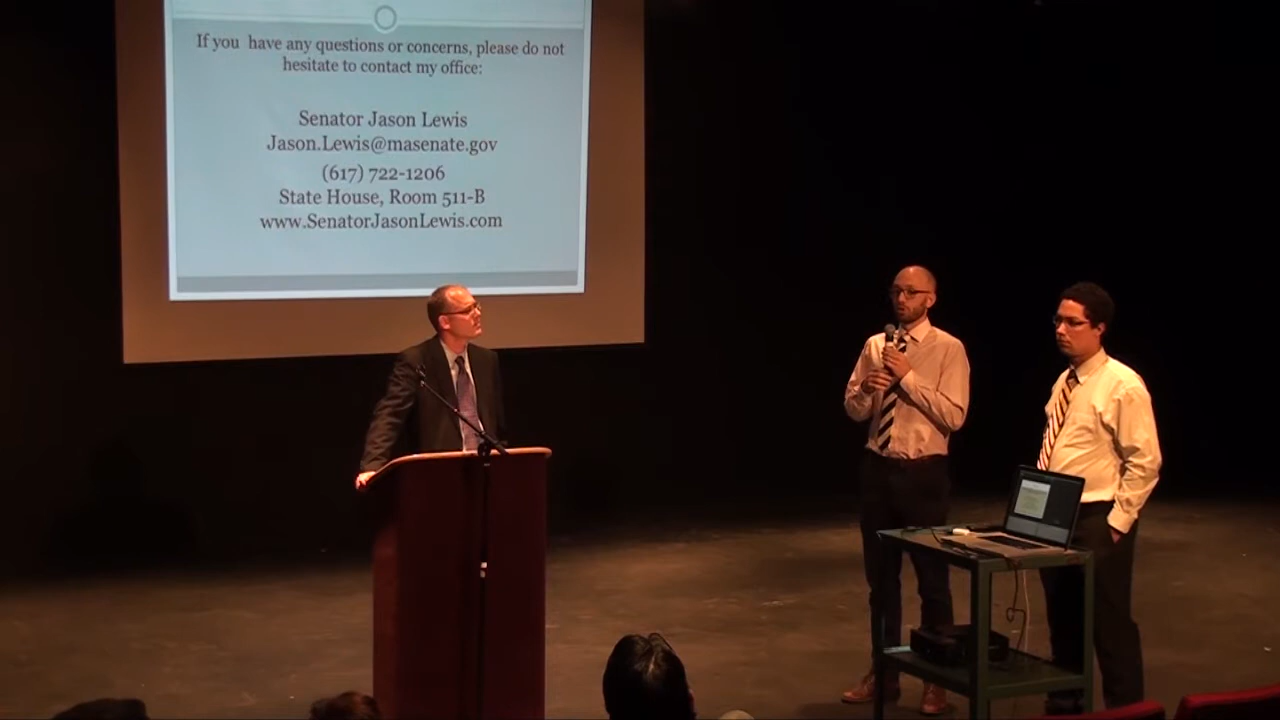 If you have any questions or concerns, please do not
hesitate to contact my office:
Senator Jason Lewis
Jason.Lewis@masenate.gov
(617) 722-1206
State House, Room 511-B
www.SenatorJasonLewis.com